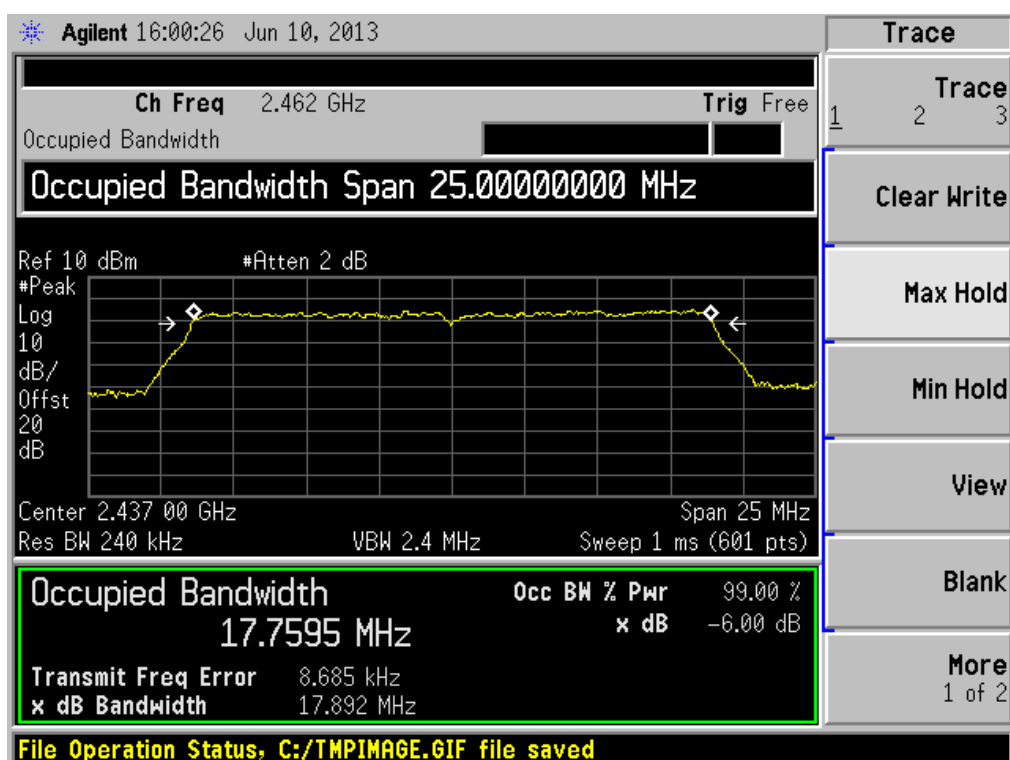 Agilent 16:00:26 Jun 10, 2013
Trace
Ch Freq 2.462 GHz Trig Free
Occupied Bandwidth
Occupied Bandwidth Span 25.00000000 MHz
Ref 10 dBm #Atten 2 dB
#Peak
Log
10
dB/
Offst
20
dB
Center 2.437 00 GHz Span 25 MHz
Res BW 240 kHz VBW 2.4 MHz Sweep 1 ms (601 pts)
Occupied Bandwidth Occ BW % Pwr 99.00 %
17.7595 MHz x dB -6.00 dB
Transmit Freq Error 8.685 kHz
x dB Bandwidth 17.892 MHz
File Operation Status, C:/TMPIMAGE.GIF file saved
Trace
1 2 3
Clear Write
Max Hold
Min Hold
View
Blank
More
1 of 2